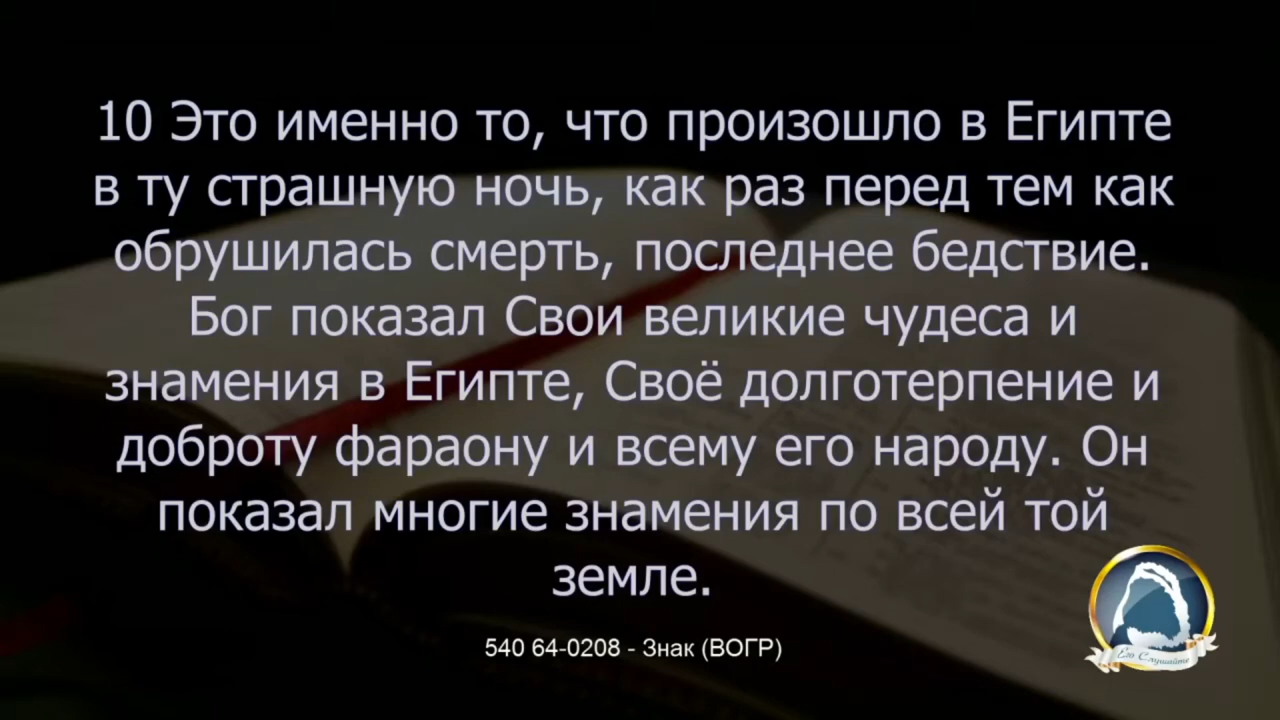 10 Это именно то, что произошло в Египте
в ту страшную ночь, как раз перед тем как
обрушилась смерть, последнее бедствие.
Бог показал Свои великие чудеса и
знамения в Египте, Своё долготерпение и
доброту фараону и всему его народу. Он
показал многие знамения по всей той
земле.
540 64-0208 - Знак (ВОГР)
Его Слушайте